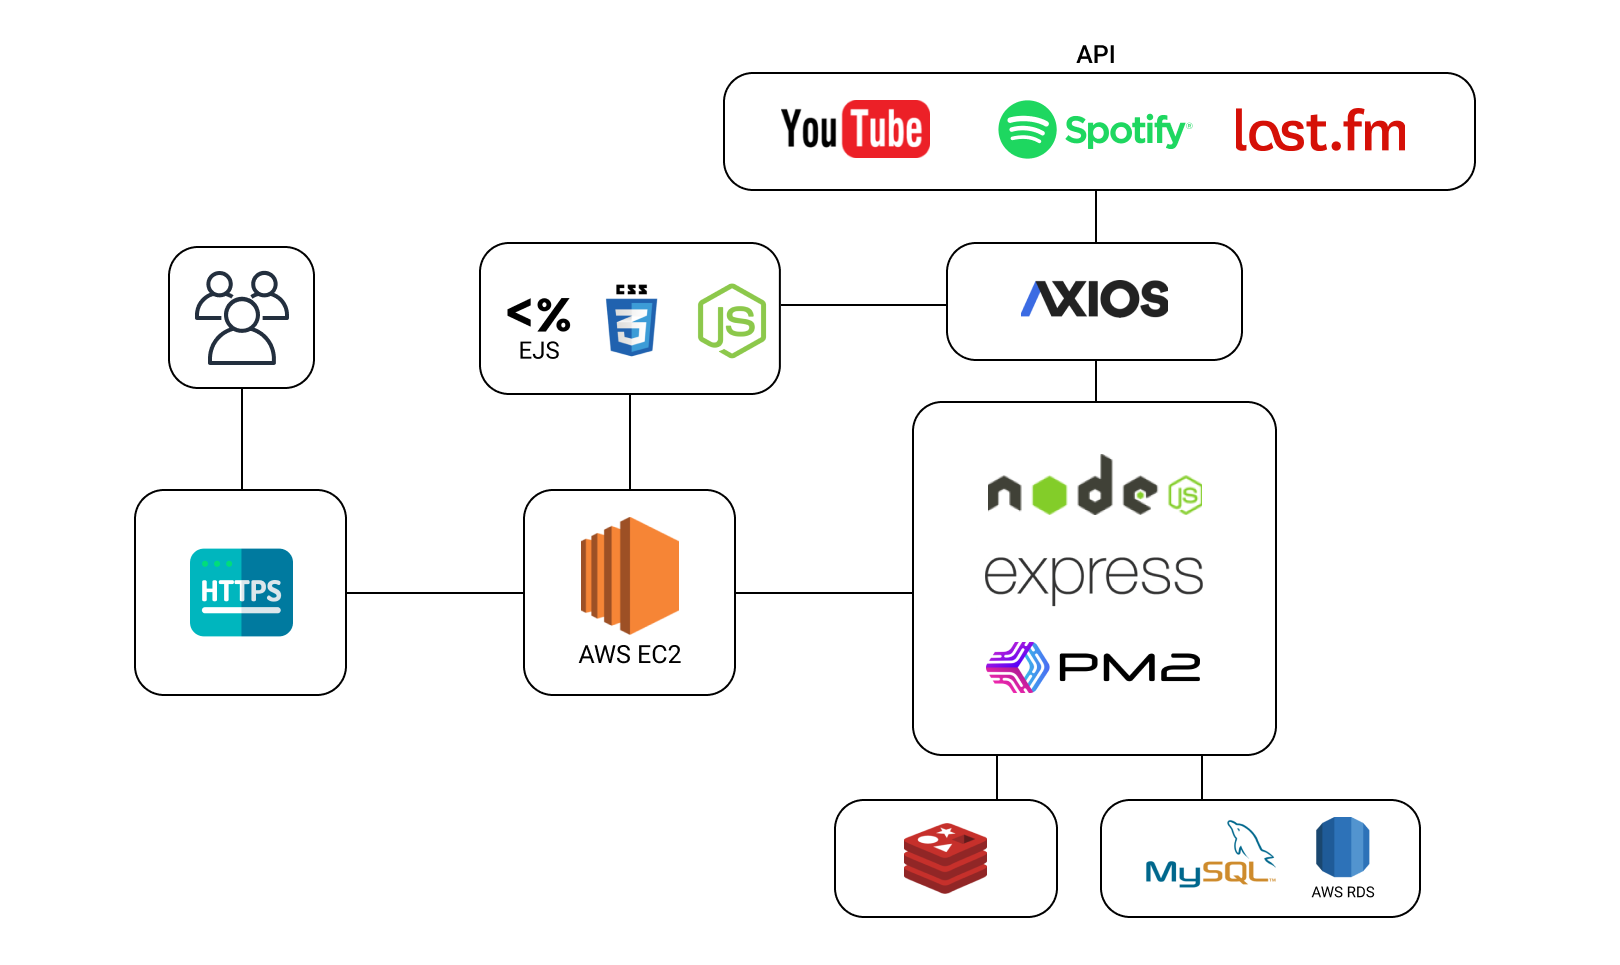 API
YouTube
Spotify®
last.fm
<%
EJS
CSS
3
JS
AXIOS
HTTPS
AWS EC2
node
JS
express
PM2
MySQL™
AWS RDS